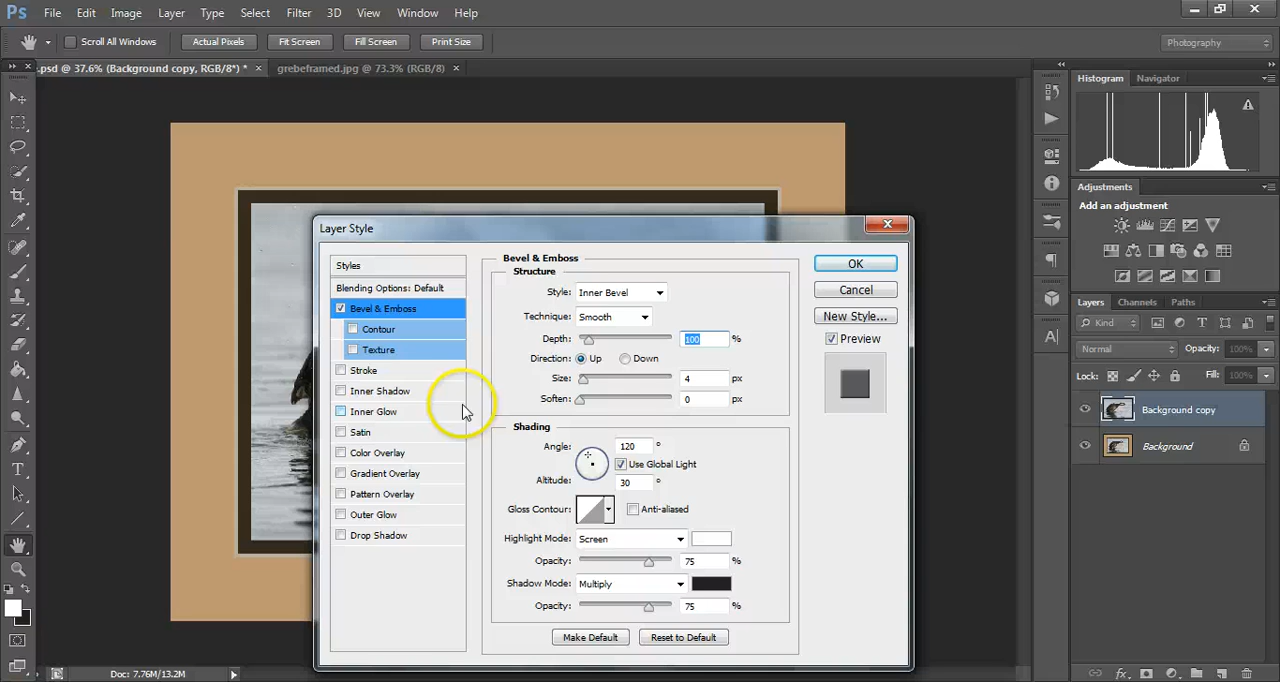 Ps File Edit Image Layer Type Select Filter 3D View Window Help
Scroll All Windows Actual Pixels Fit Screen Fill Screen Print Size Photography
.psd @ 37.6% (Background copy, RGB/8*) * × grebeframed.jpg @ 73.3% (RGB/8) ×
Histogram Navigator
Adjustments
Add an adjustment
Layers Channels Paths
Kind
Normal Opacity: 100%
Lock: Fill: 100%
Background copy
Background
Layer Style
Styles
Blending Options: Default
Bevel & Emboss
Contour
Texture
Stroke
Inner Shadow
Inner Glow
Satin
Color Overlay
Gradient Overlay
Pattern Overlay
Outer Glow
Drop Shadow
Bevel & Emboss
Structure
Style: Inner Bevel
Technique: Smooth
Depth: 100 %
Direction: Up Down
Size: 4 px
Soften: 0 px
Shading
Angle: 120 °
Use Global Light
Altitude: 30 °
Gloss Contour: Anti-aliased
Highlight Mode: Screen
Opacity: 75 %
Shadow Mode: Multiply
Opacity: 75 %
Make Default Reset to Default
OK
Cancel
New Style...
Preview
Doc: 7.76M/13.2M